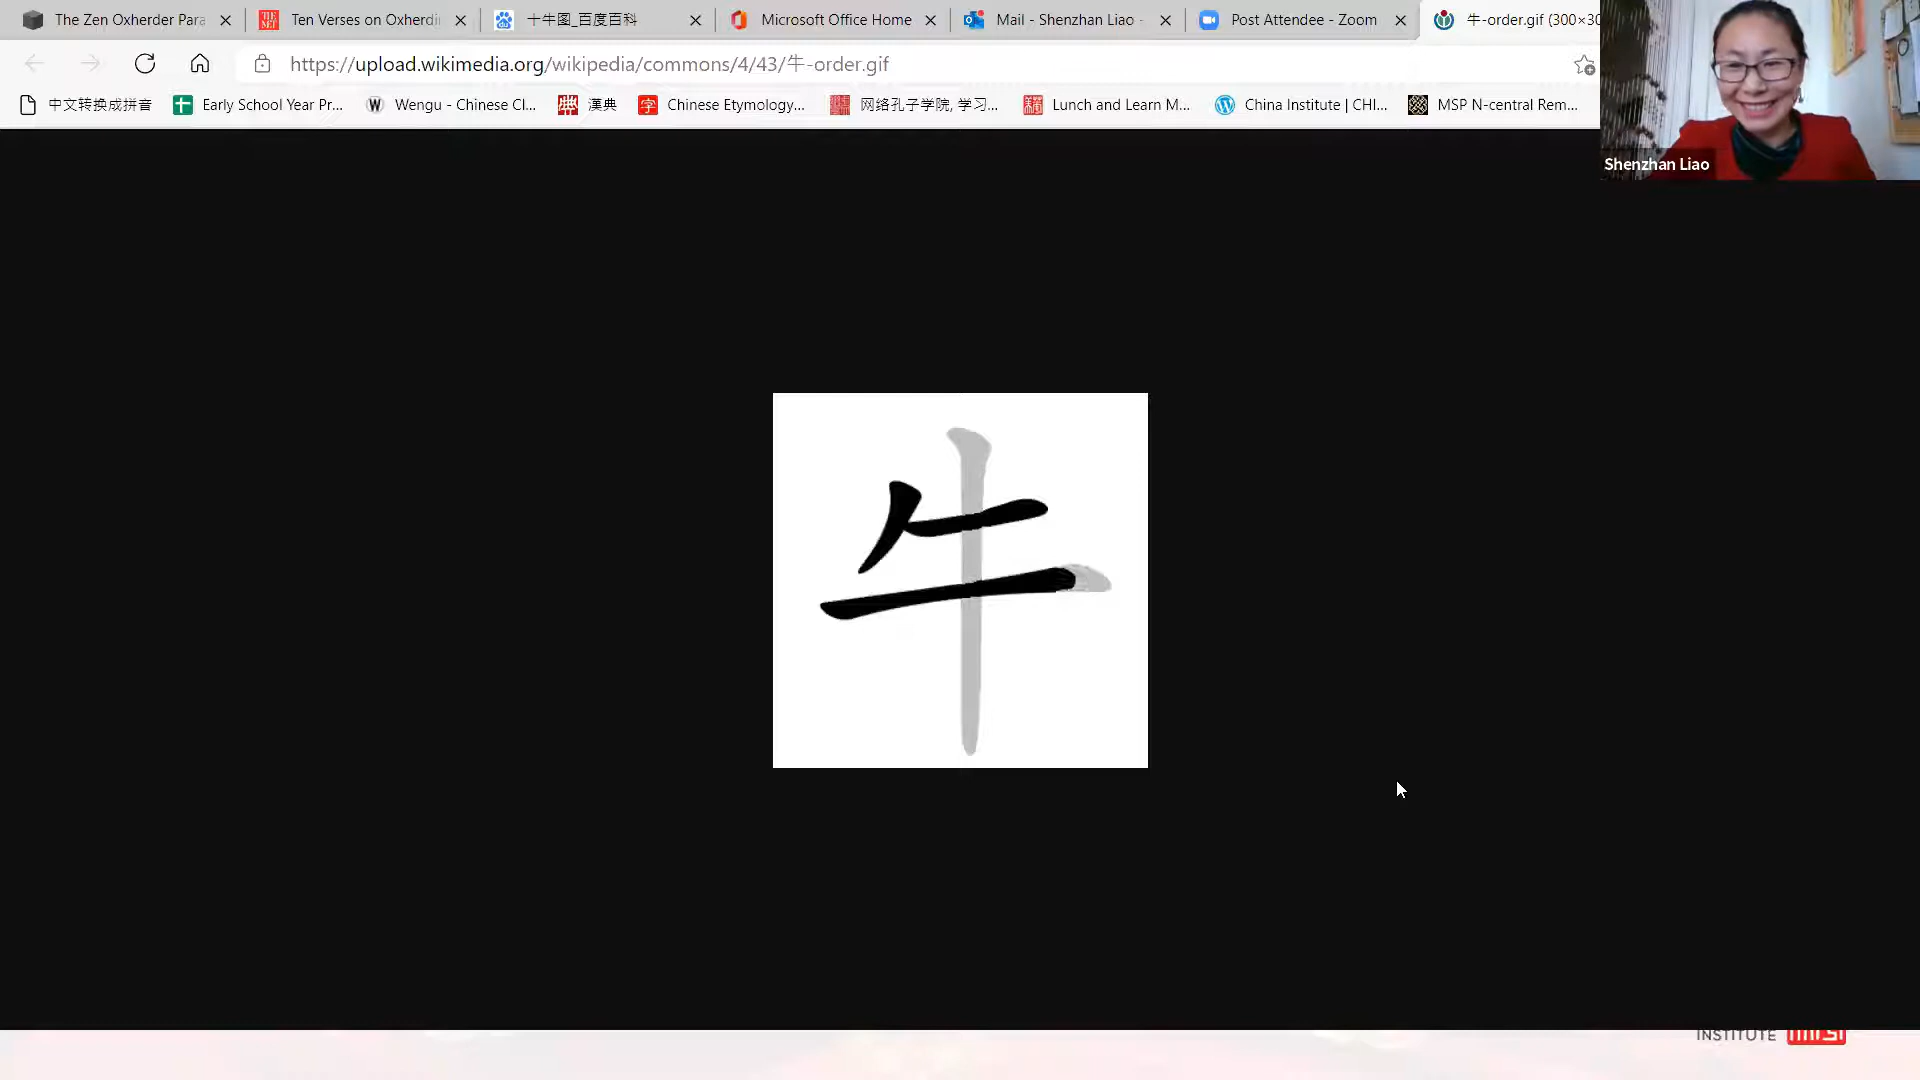 The Zen Oxherder Para
Ten Verses on Oxherdin
十牛图_百度百科
Microsoft Office Home
Mail - Shenzhan Liao -
Post Attendee - Zoom
牛-order.gif (300×30
https://upload.wikimedia.org/wikipedia/commons/4/43/牛-order.gif
中文转换成拼音
Early School Year Pr...
Wengu - Chinese Cl...
漢典
Chinese Etymology...
网络孔子学院, 学习...
Lunch and Learn M...
China Institute | CHI...
MSP N-central Rem...
Shenzhan Liao
牛
INSTITUTE